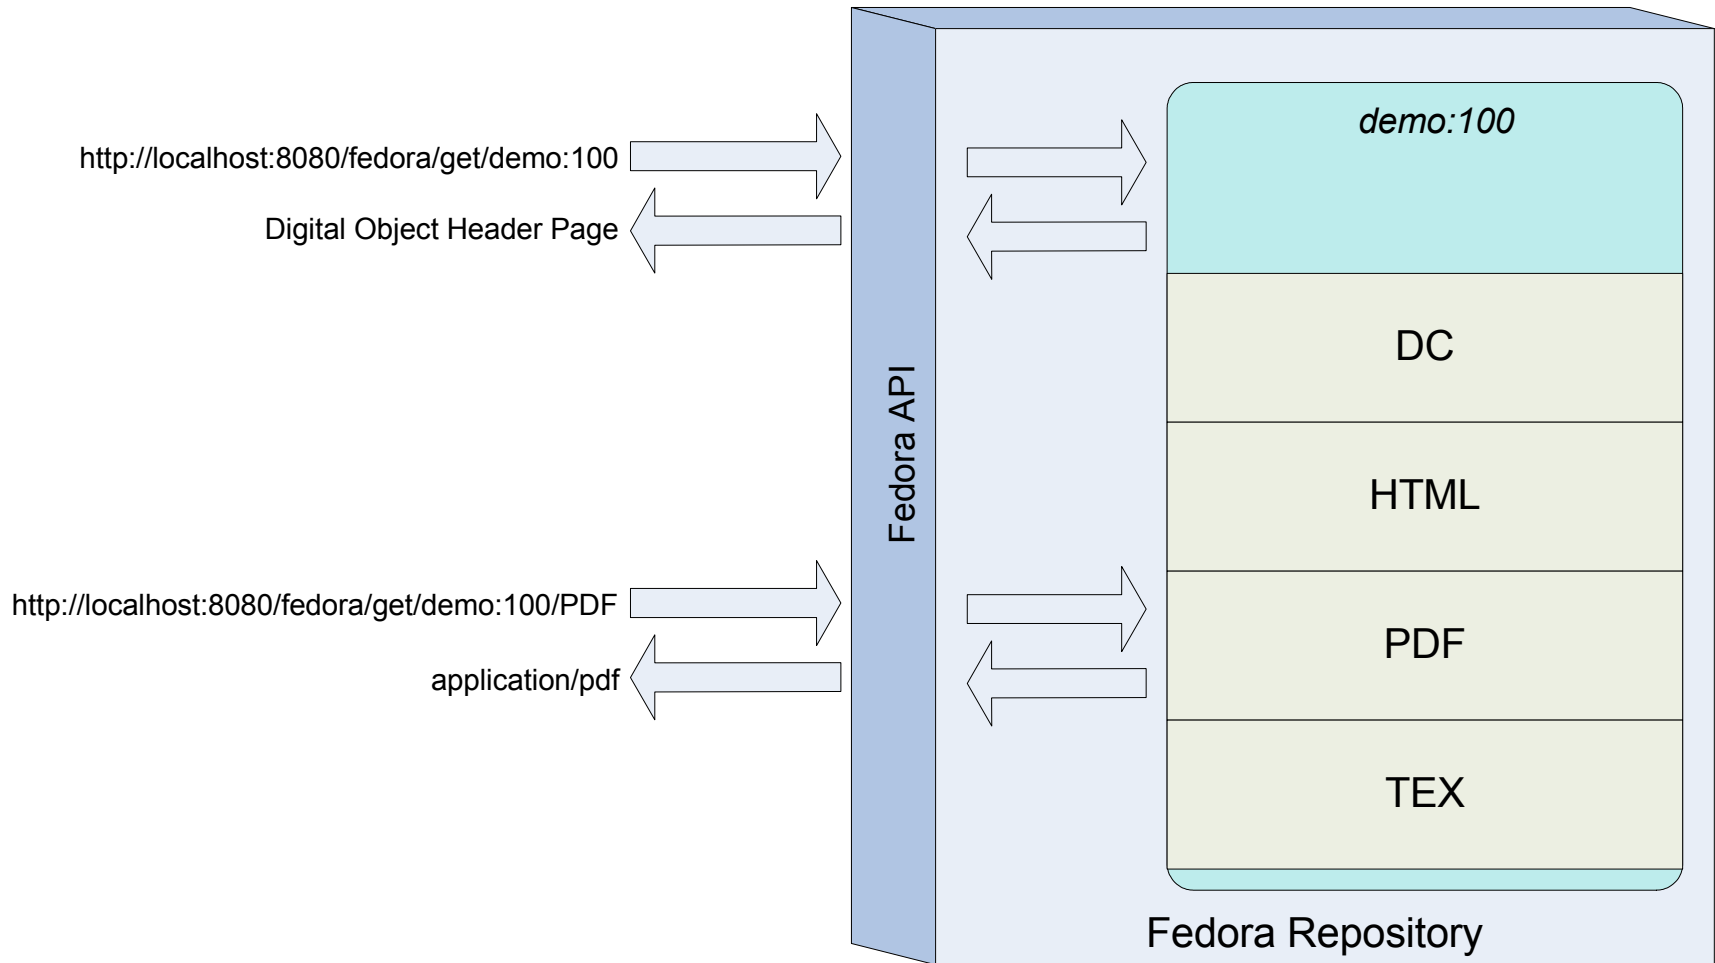 demo:100
http://localhost:8080/fedora/get/demo:100
Digital Object Header Page
DC
Fedora API
HTML
http://localhost:8080/fedora/get/demo:100/PDF
PDF
application/pdf
TEX
Fedora Repository